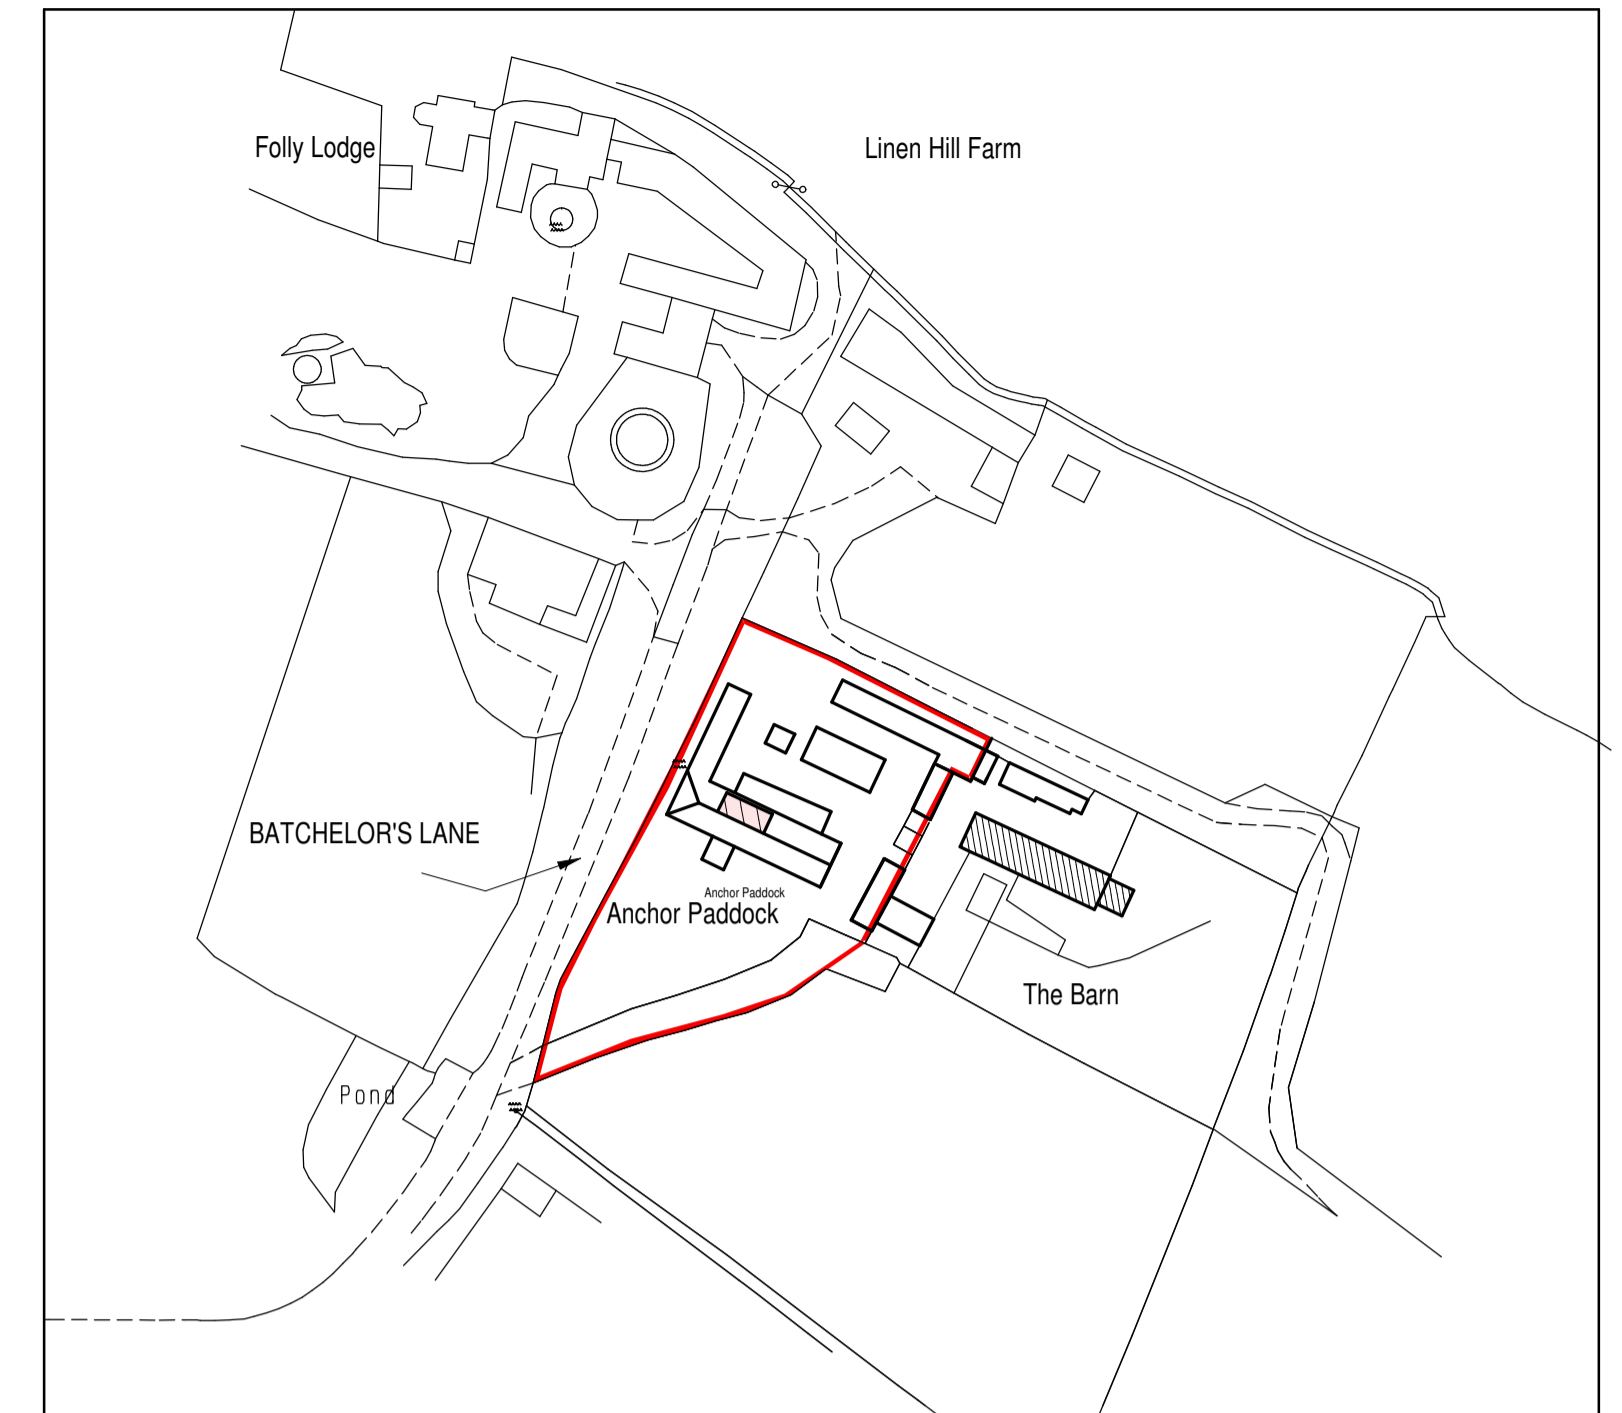 Folly Lodge
Linen Hill Farm
BATCHELOR'S LANE
Anchor Paddock
Anchor Paddock
The Barn
Pond